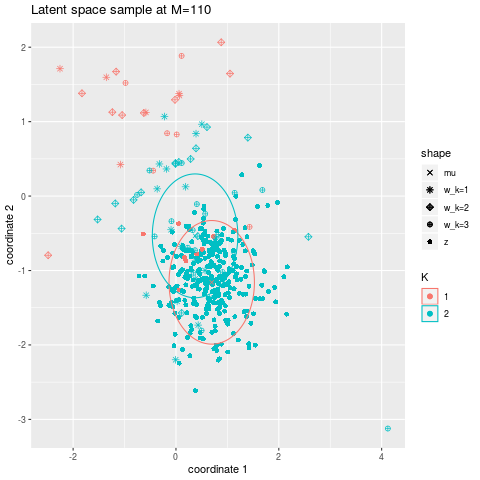 Latent space sample at M=110
2
1
0
-1
-2
-3
coordinate 2
-2
0
2
4
coordinate 1
shape
mu
w_k=1
w_k=2
w_k=3
z
K
1
2